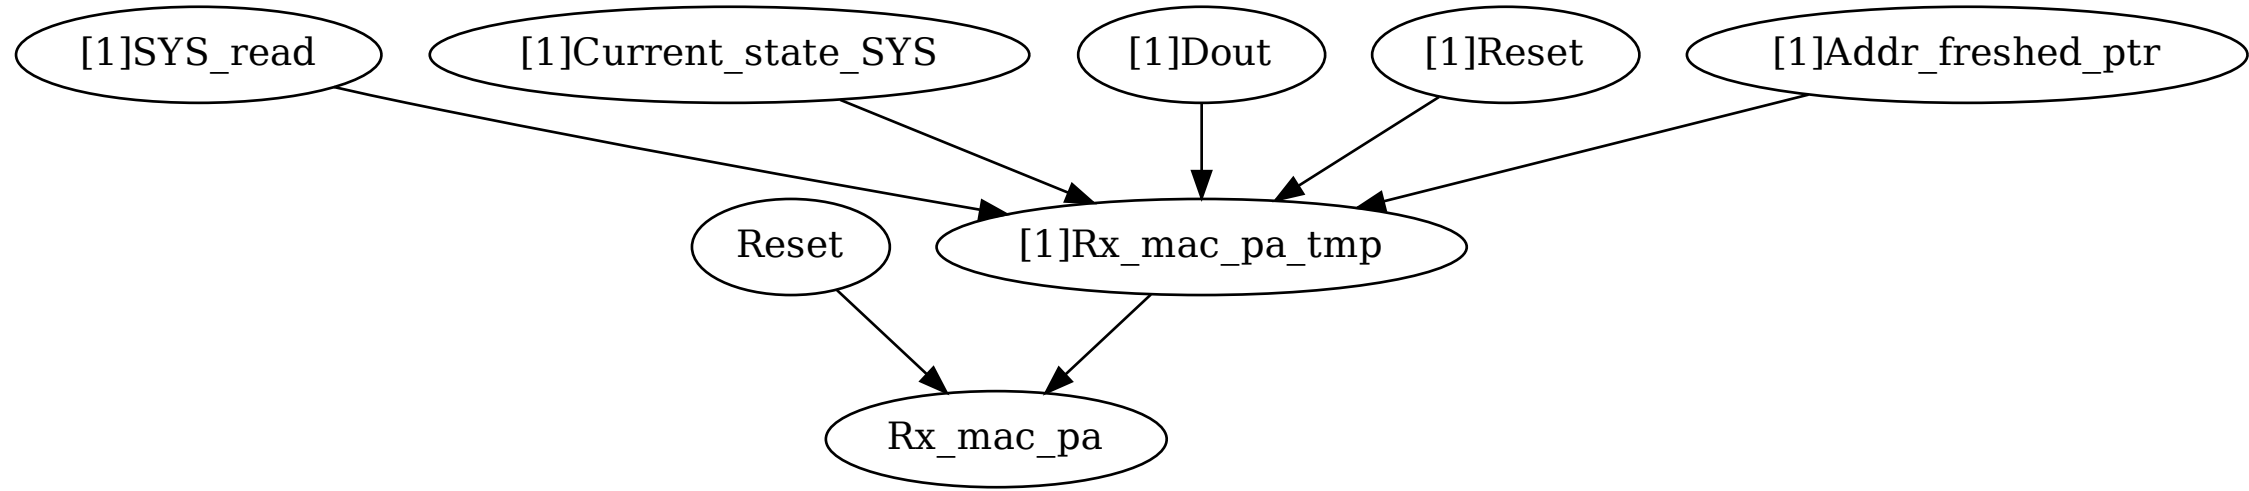 [1]SYS_read
[1]Current_state_SYS
[1]Dout
[1]Reset
[1]Addr_freshed_ptr
Reset
[1]Rx_mac_pa_tmp
Rx_mac_pa